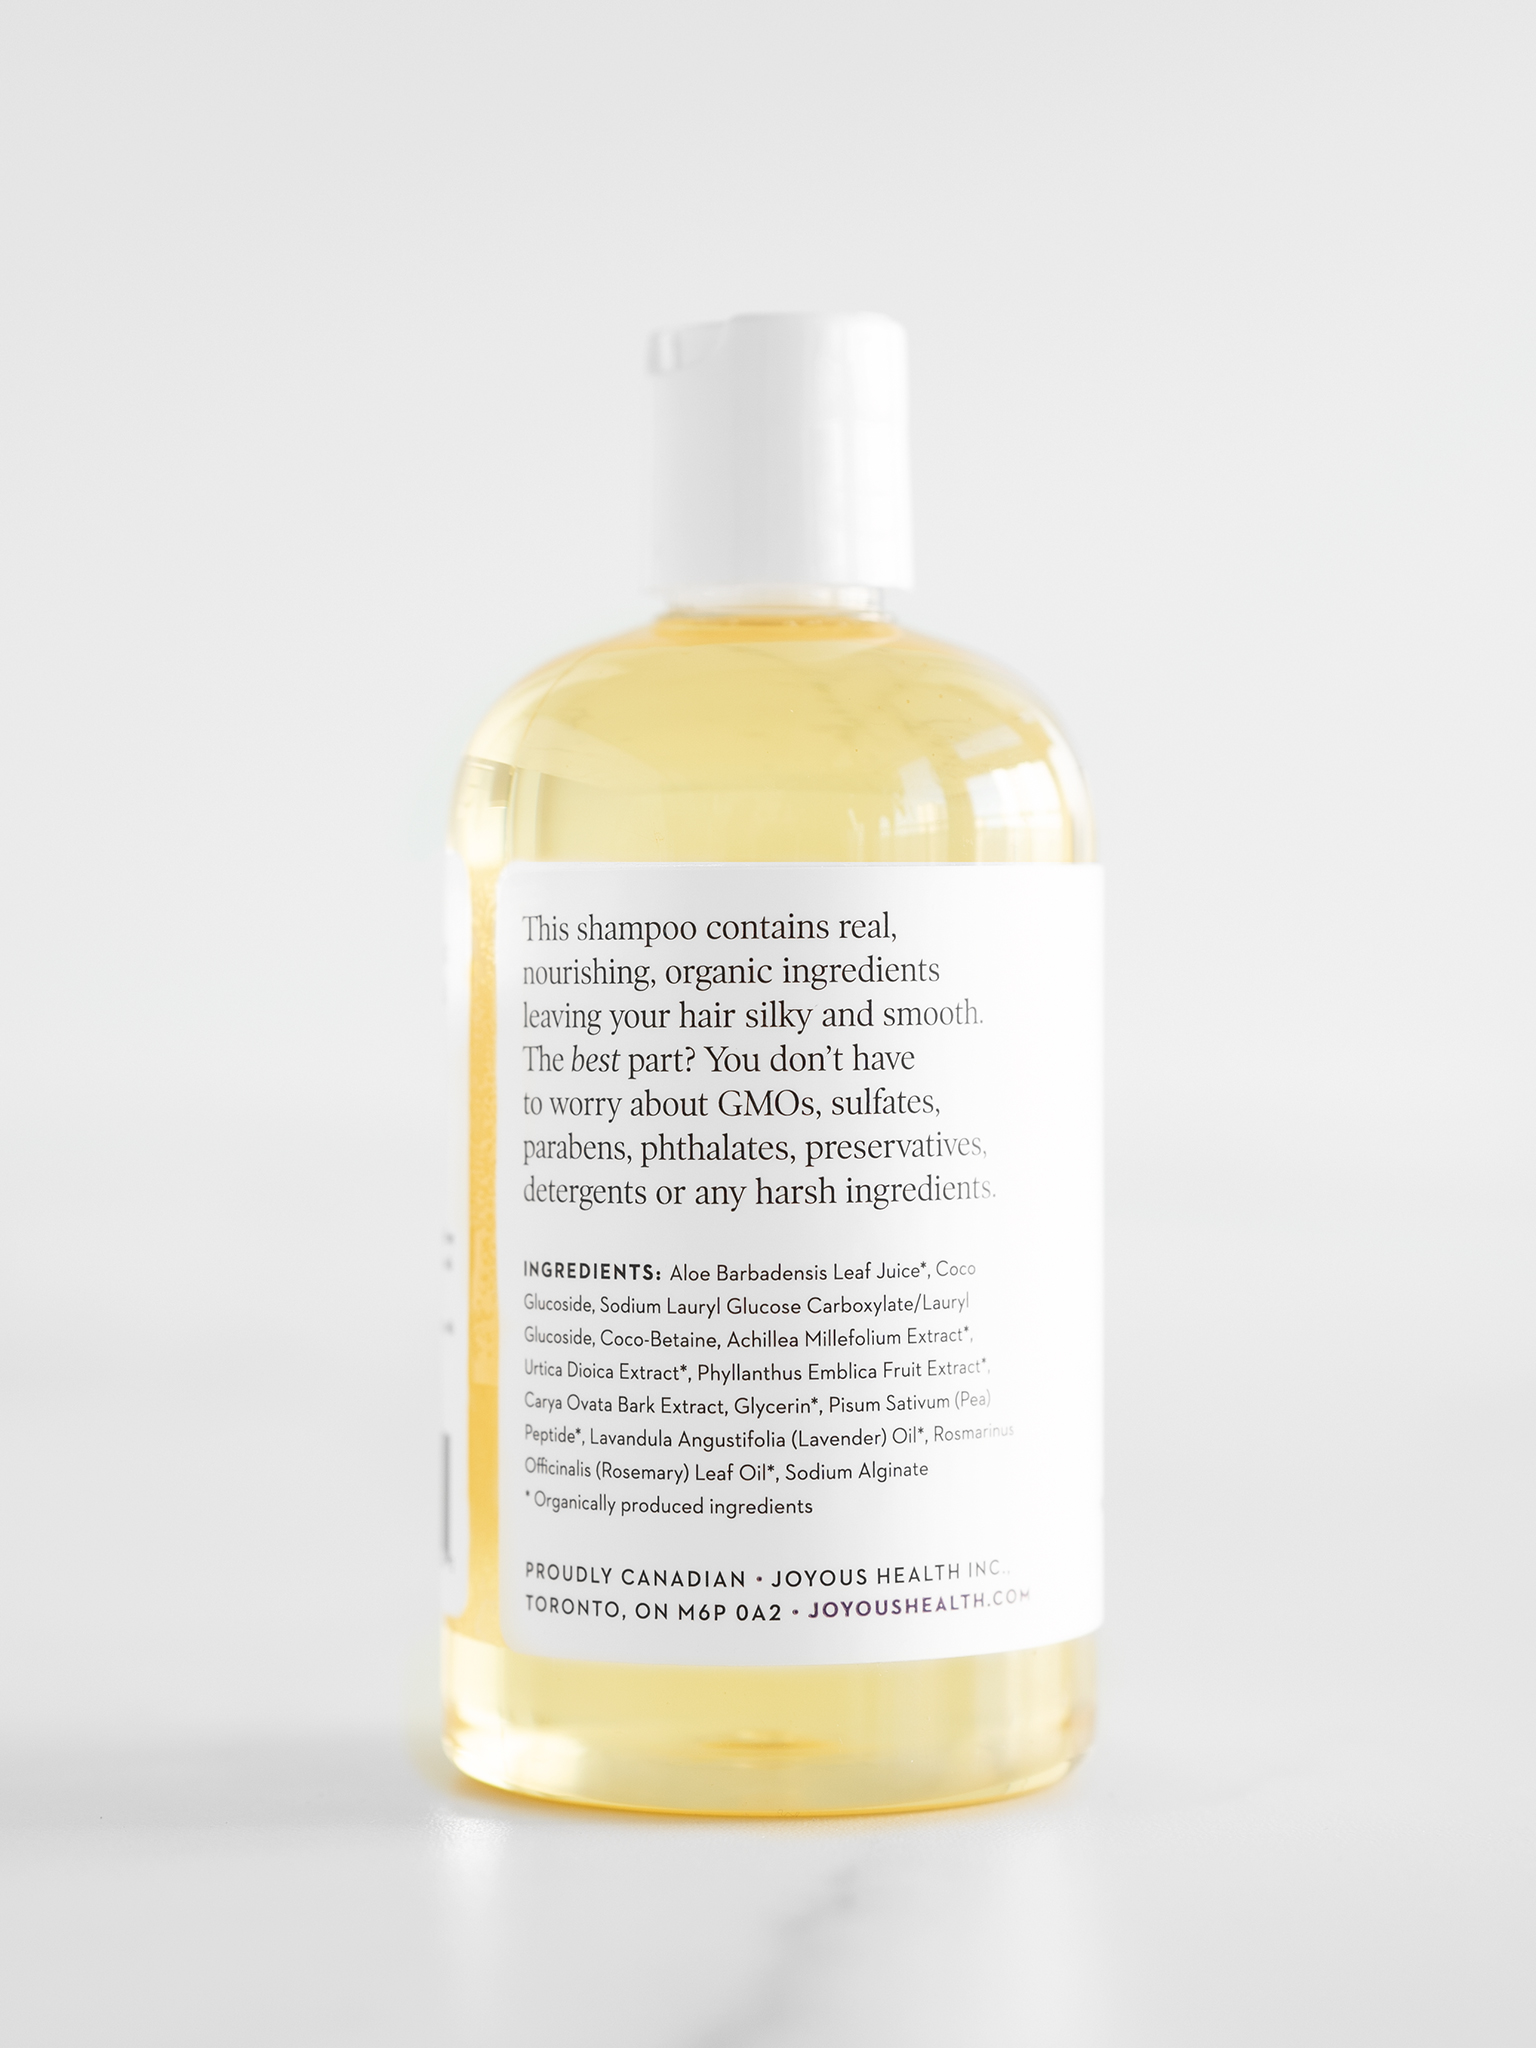 This shampoo contains real,
nourishing, organic ingredients
leaving your hair silky and smooth.
The best part? You don't have
to worry about GMOs, sulfates,
parabens, phthalates, preservatives,
detergents or any harsh ingredients.
INGREDIENTS: Aloe Barbadensis Leaf Juice*, Coco
Glucoside, Sodium Lauryl Glucose Carboxylate/Lauryl
Glucoside, Coco-Betaine, Achillea Millefolium Extract*,
Urtica Dioica Extract*, Phyllanthus Emblica Fruit Extract*,
Carya Ovata Bark Extract, Glycerin*, Pisum Sativum (Pea)
Peptide*, Lavandula Angustifolia (Lavender) Oil*, Rosmarinus
Officinalis (Rosemary) Leaf Oil*, Sodium Alginate
* Organically produced ingredients
PROUDLY CANADIAN • JOYOUS HEALTH INC.,
TORONTO, ON M6P 0A2 • JOYOUSHEALTH.COM